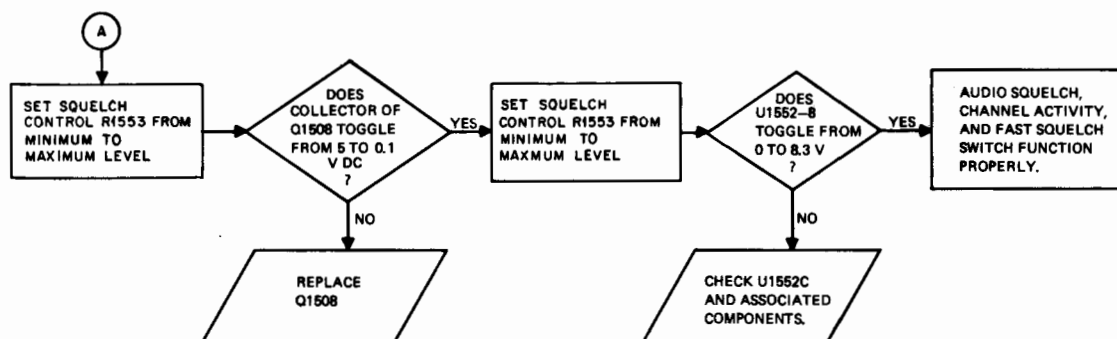 A
SET SQUELCH
CONTROL R1553 FROM
MINIMUM TO
MAXIMUM LEVEL
DOES
COLLECTOR OF
Q1508 TOGGLE
FROM 5 TO 0.1
V DC
?
YES
NO
REPLACE
Q1508
SET SQUELCH
CONTROL R1553 FROM
MINIMUM TO
MAXMUM LEVEL
DOES
U1552-8
TOGGLE FROM
0 TO 8.3 V
?
YES
NO
CHECK U1552C
AND ASSOCIATED
COMPONENTS.
AUDIO SQUELCH,
CHANNEL ACTIVITY,
AND FAST SQUELCH
SWITCH FUNCTION
PROPERLY.